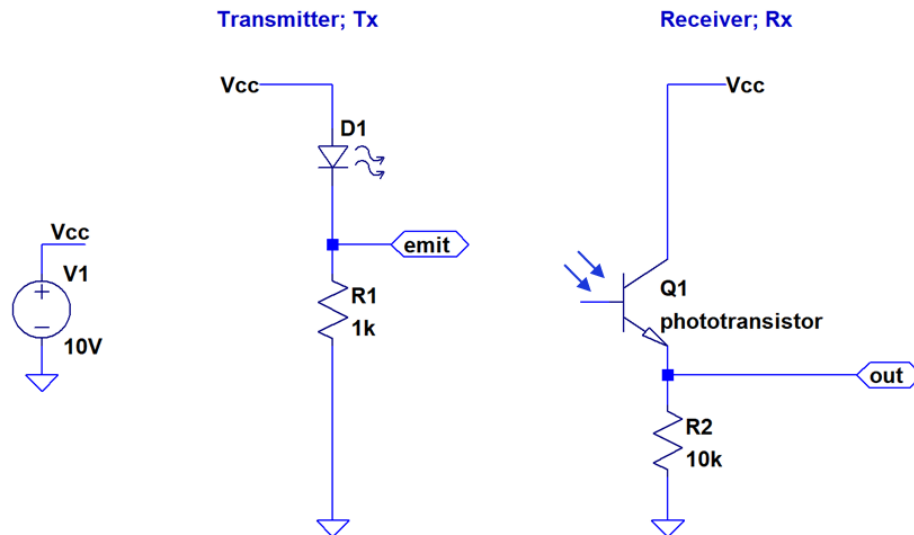 Transmitter; Tx
Receiver; Rx
Vcc
Vcc
D1
Vcc
emit
V1
+
−
10V
R1
1k
Q1
phototransistor
out
R2
10k